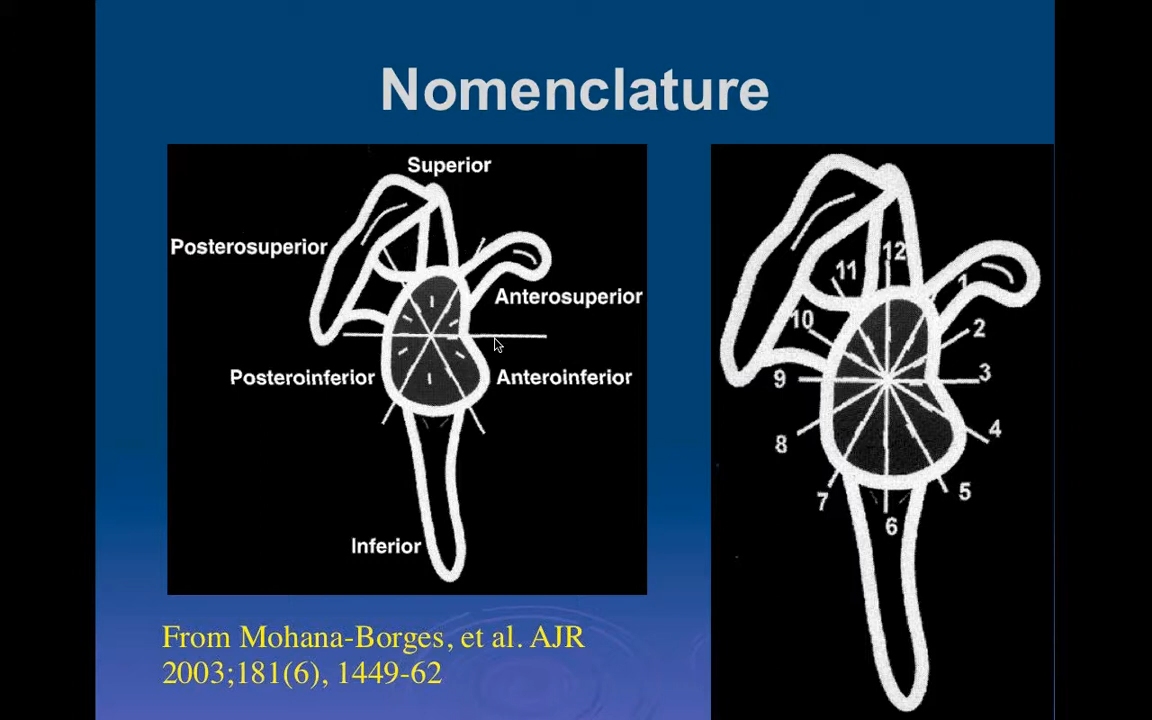 Nomenclature
Superior
Posterosuperior
Anterosuperior
Posteroinferior
Anteroinferior
Inferior
12
11
1
10
2
9
3
8
4
7
5
6
From Mohana-Borges, et al. AJR
2003;181(6), 1449-62